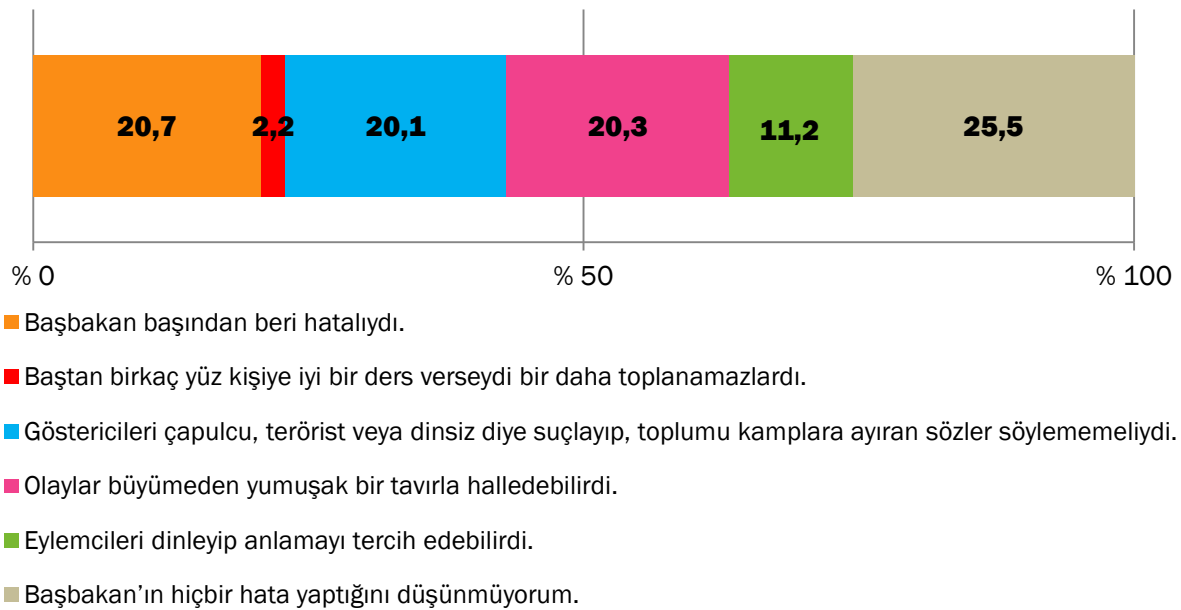 20,7 2,2 20,1 20,3 11,2 25,5
% 0 % 50 % 100
Başbakan başından beri hatalıydı.
Baştan birkaç yüz kişiye iyi bir ders verseydi bir daha toplanamazlardı.
Göstericileri çapulcu, terörist veya dinsiz diye suçlayıp, toplumu kamplara ayıran sözler söylememeliydi.
Olaylar büyümeden yumuşak bir tavırla halledebilirdi.
Eylemcileri dinleyip anlamayı tercih edebilirdi.
Başbakan’ın hiçbir hata yaptığını düşünmüyorum.